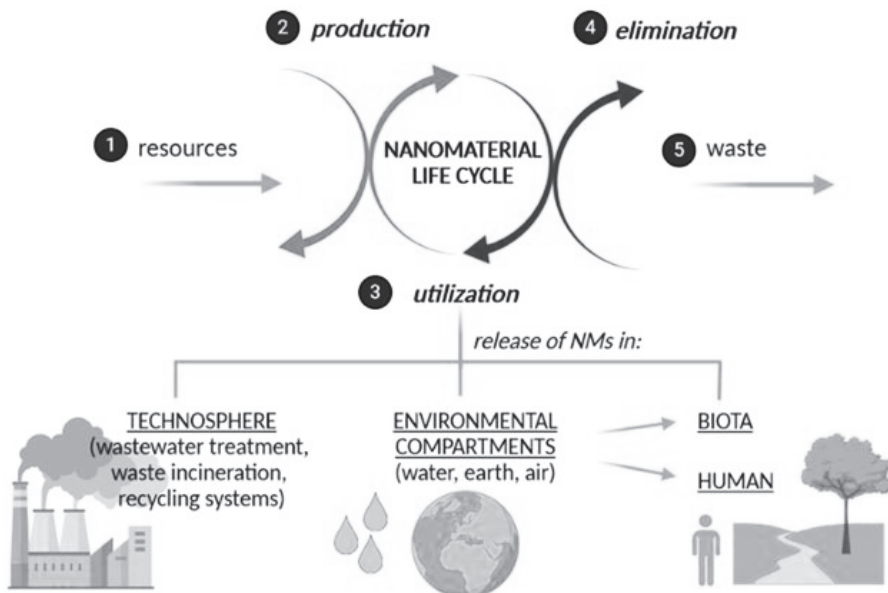 2 production
4 elimination
1 resources
NANOMATERIAL
LIFE CYCLE
5 waste
3 utilization
release of NMs in:
TECHNOSPHERE
(wastewater treatment,
waste incineration,
recycling systems)
ENVIRONMENTAL
COMPARTMENTS
(water, earth, air)
BIOTA
HUMAN